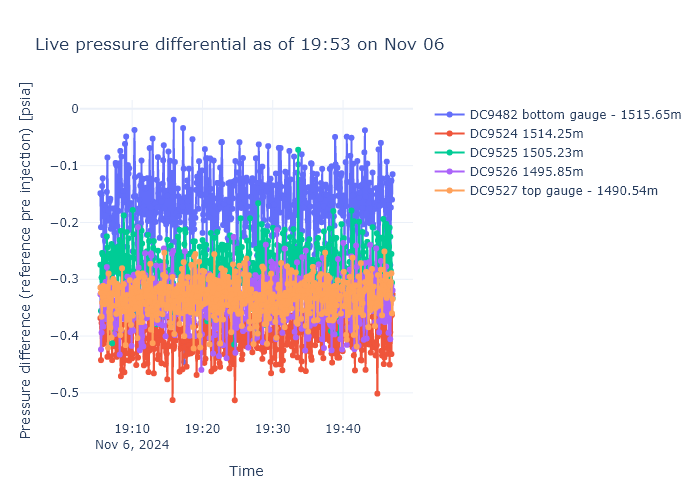 Live pressure differential as of 19:53 on Nov 06
Pressure difference (reference pre injection) [psia]
0
−0.1
−0.2
−0.3
−0.4
−0.5
19:10
Nov 6, 2024
19:20
19:30
19:40
Time
DC9482 bottom gauge - 1515.65m
DC9524 1514.25m
DC9525 1505.23m
DC9526 1495.85m
DC9527 top gauge - 1490.54m